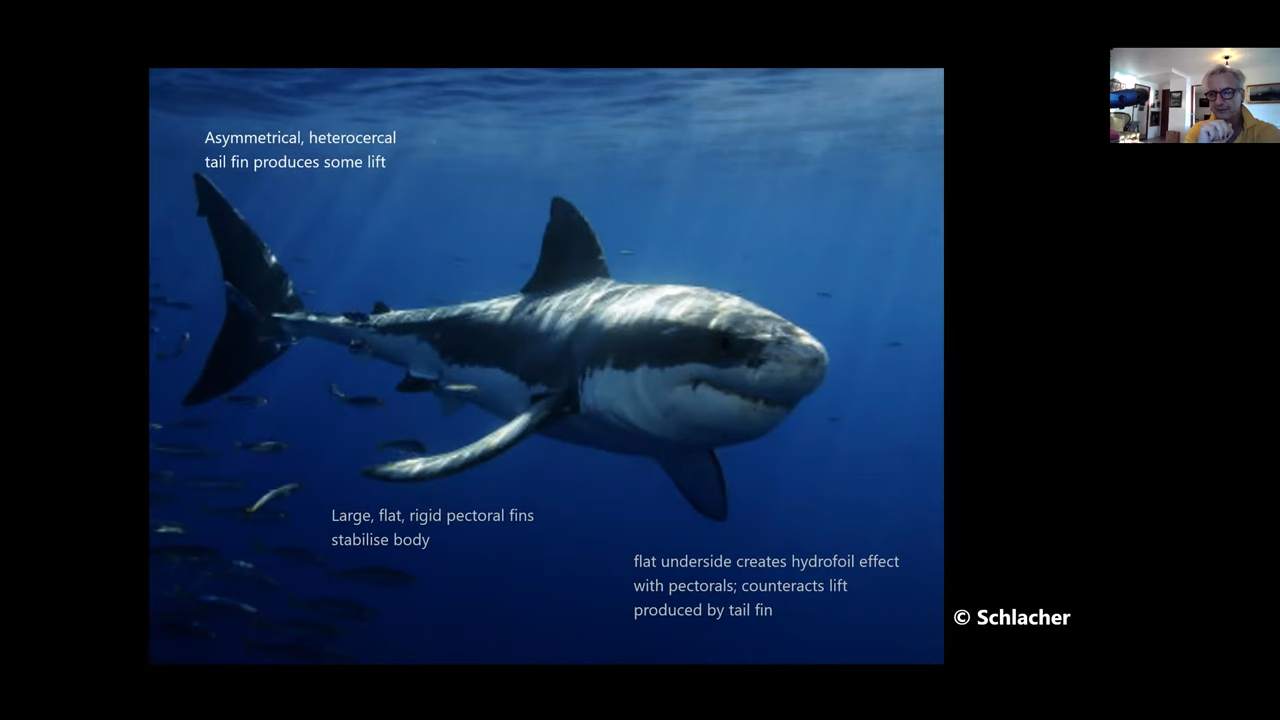 Asymmetrical, heterocercal
tail fin produces some lift
Large, flat, rigid pectoral fins
stabilise body
flat underside creates hydrofoil effect
with pectorals; counteracts lift
produced by tail fin
© Schlacher